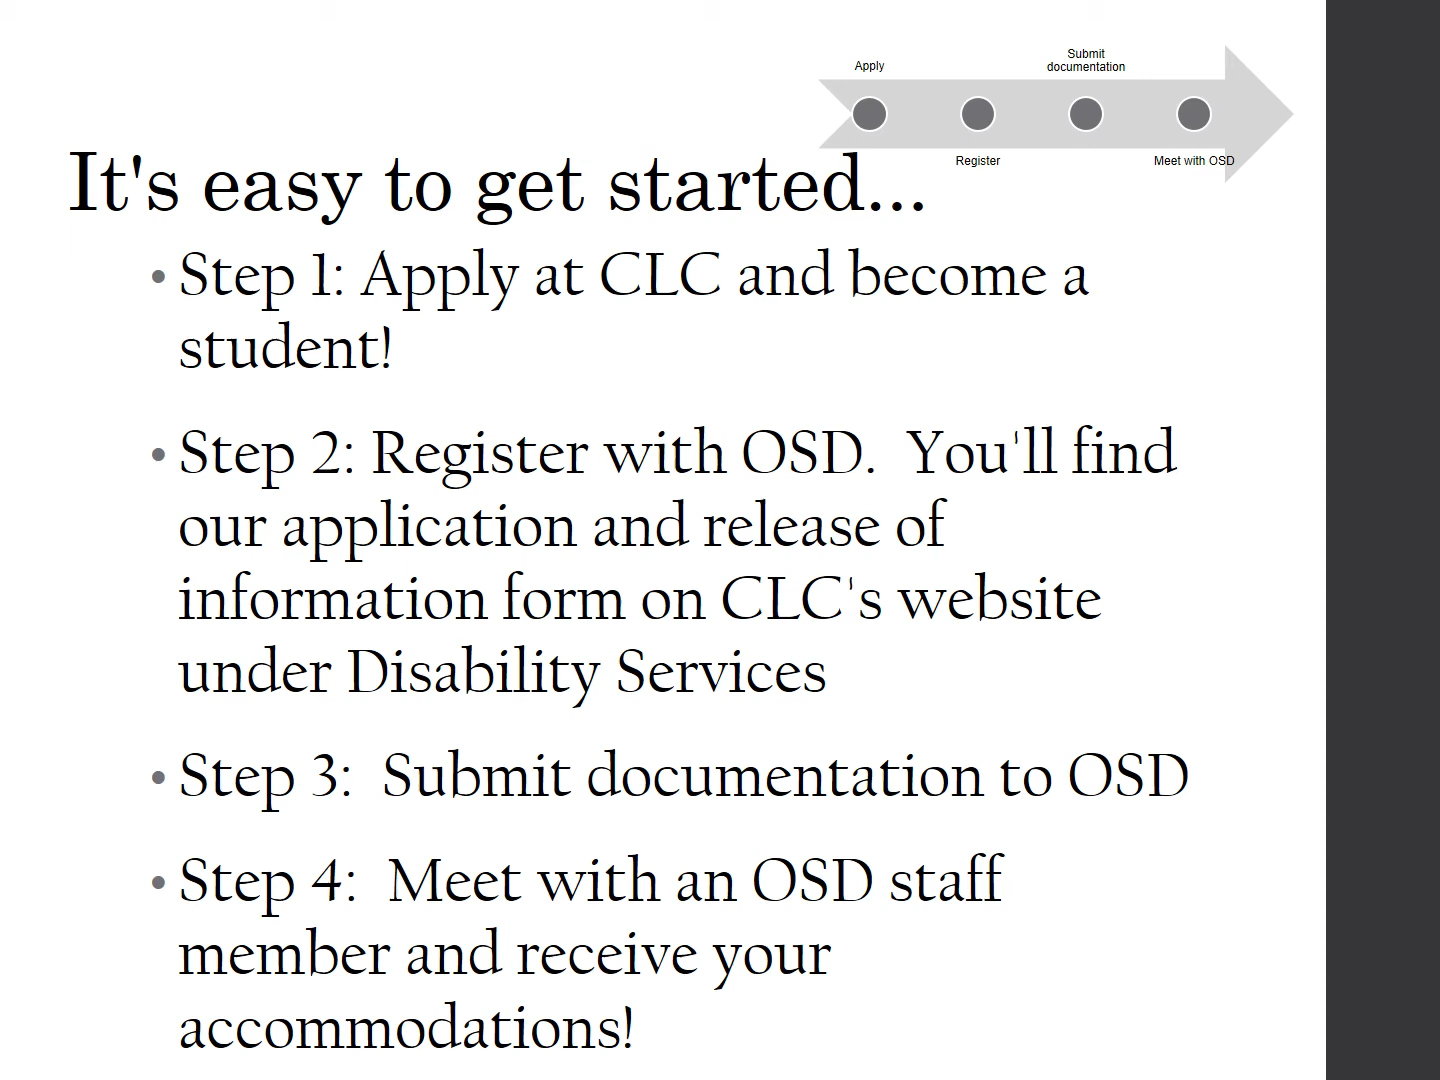 Apply
Submit
documentation
Register
Meet with OSD
It's easy to get started...
• Step 1: Apply at CLC and become a
student!
• Step 2: Register with OSD.  You'll find
our application and release of
information form on CLC's website
under Disability Services
• Step 3:  Submit documentation to OSD
• Step 4:  Meet with an OSD staff
member and receive your
accommodations!